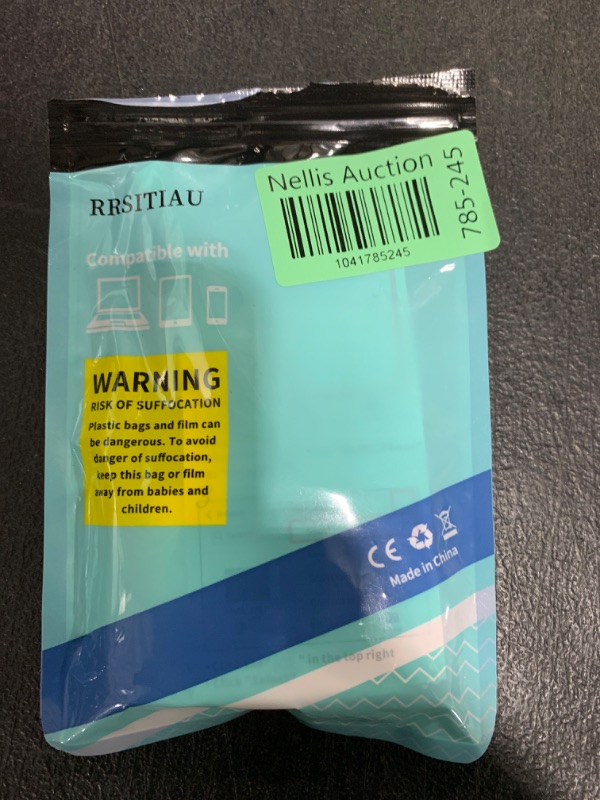 Nellis Auction
785-245
1041785245
RRSITIAU
Compatible with
WARNING
RISK OF SUFFOCATION
Plastic bags and film can
be dangerous. To avoid
danger of suffocation,
keep this bag or film
away from babies and
children.
CE
Made in China
" in the top right